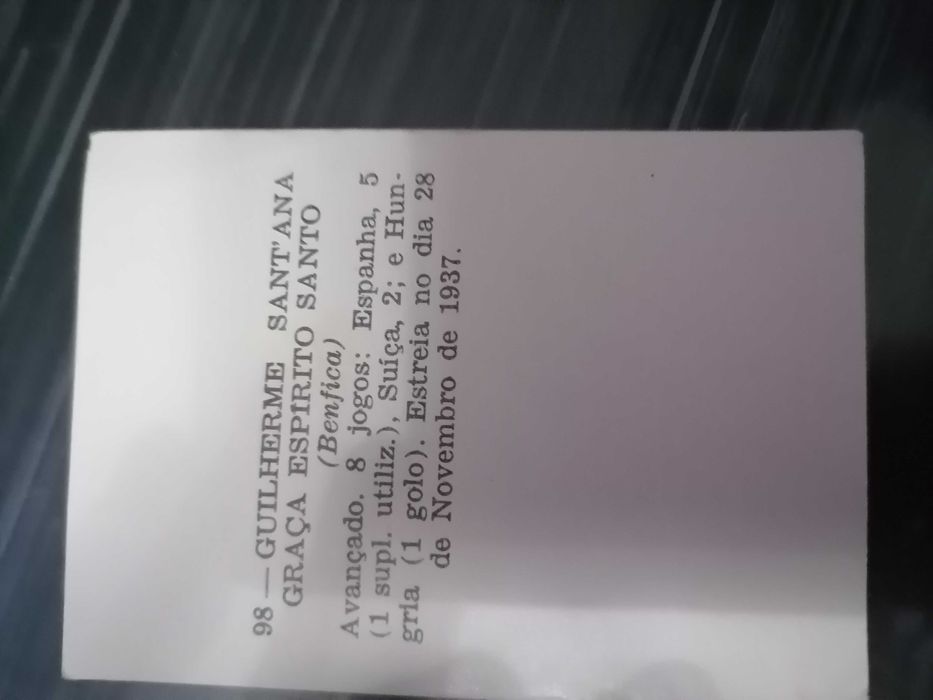 98 — GUILHERME SANT'ANA
GRAÇA ESPIRITO SANTO
(Benfica)
Avançado. 8 jogos: Espanha, 5
(1 supl. utiliz.), Suíça, 2; e Hun-
gria (1 golo). Estreia no dia 28
de Novembro de 1937.